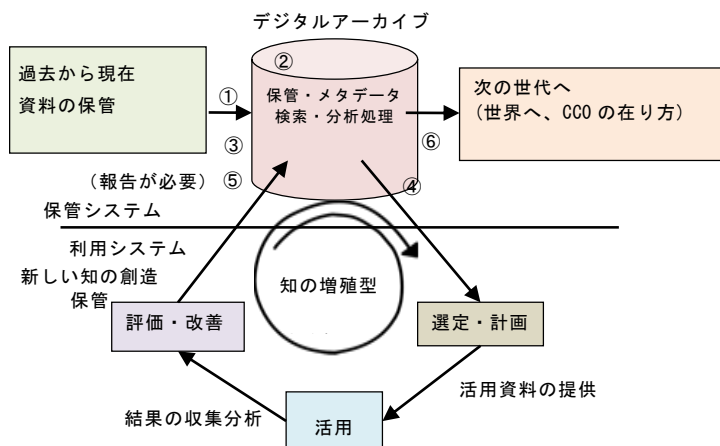 デジタルアーカイブ
過去から現在
資料の保管
①
②
保管・メタデータ
検索・分析処理
③
⑥
次の世代へ
(世界へ、CCO の在り方)
(報告が必要)
⑤
④
保管システム
利用システム
新しい知の創造
保管
知の増殖型
評価・改善
選定・計画
活用資料の提供
結果の収集分析
活用